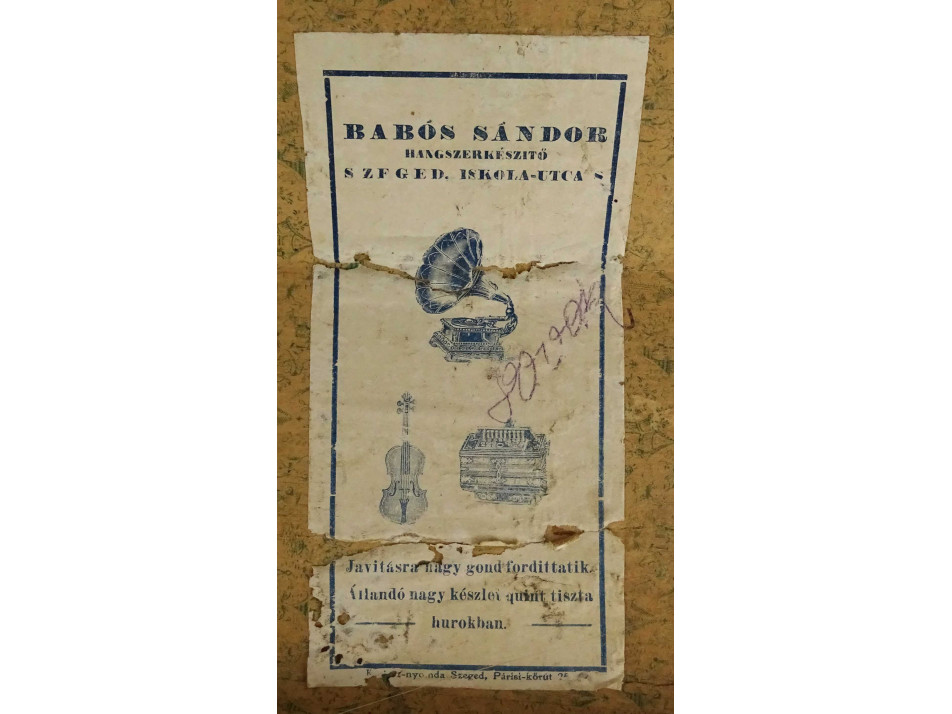 BABÓS SÁNDOR
HANGSZERKÉSZITŐ
SZEGED, ISKOLA-UTCA 8
Javitásra nagy gond fordittatik.
Állandó nagy készlet quint tiszta
hurokban.
Szeged, Párisi-körút